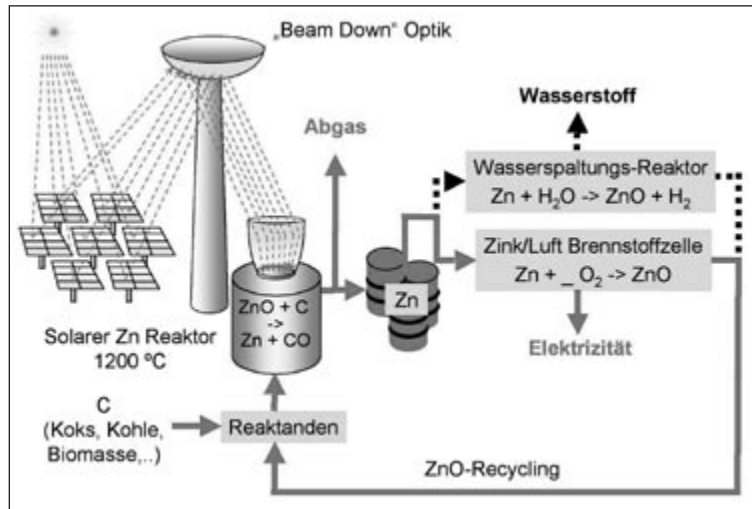 „Beam Down“ Optik
Wasserstoff
Abgas
Wasserspaltungs-Reaktor
Zn + H₂O -> ZnO + H₂
Zink/Luft Brennstoffzelle
Zn + _ O₂ -> ZnO
Zn
ZnO + C
->
Zn + CO
Solarer Zn Reaktor
1200 ºC
Elektrizität
C
(Koks, Kohle,
Biomasse,..)
Reaktanden
ZnO-Recycling